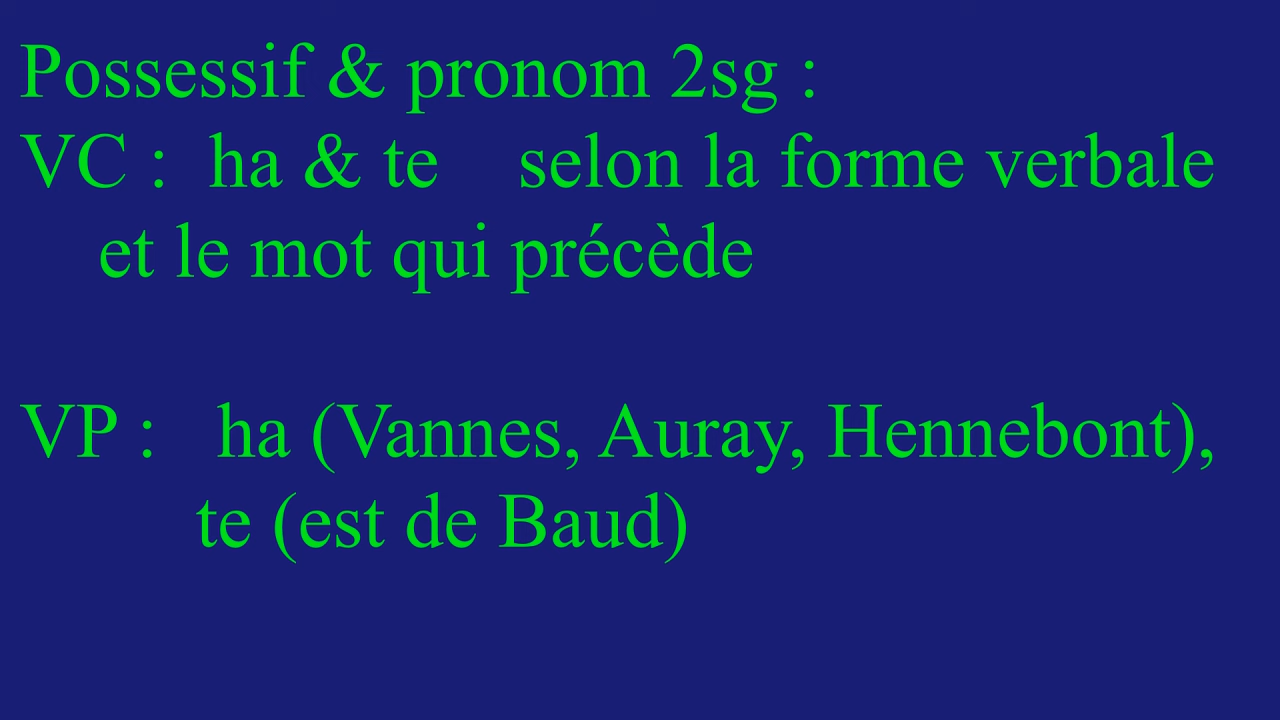 Possessif & pronom 2sg :
VC : ha & te selon la forme verbale
et le mot qui précède
VP : ha (Vannes, Auray, Hennebont),
te (est de Baud)